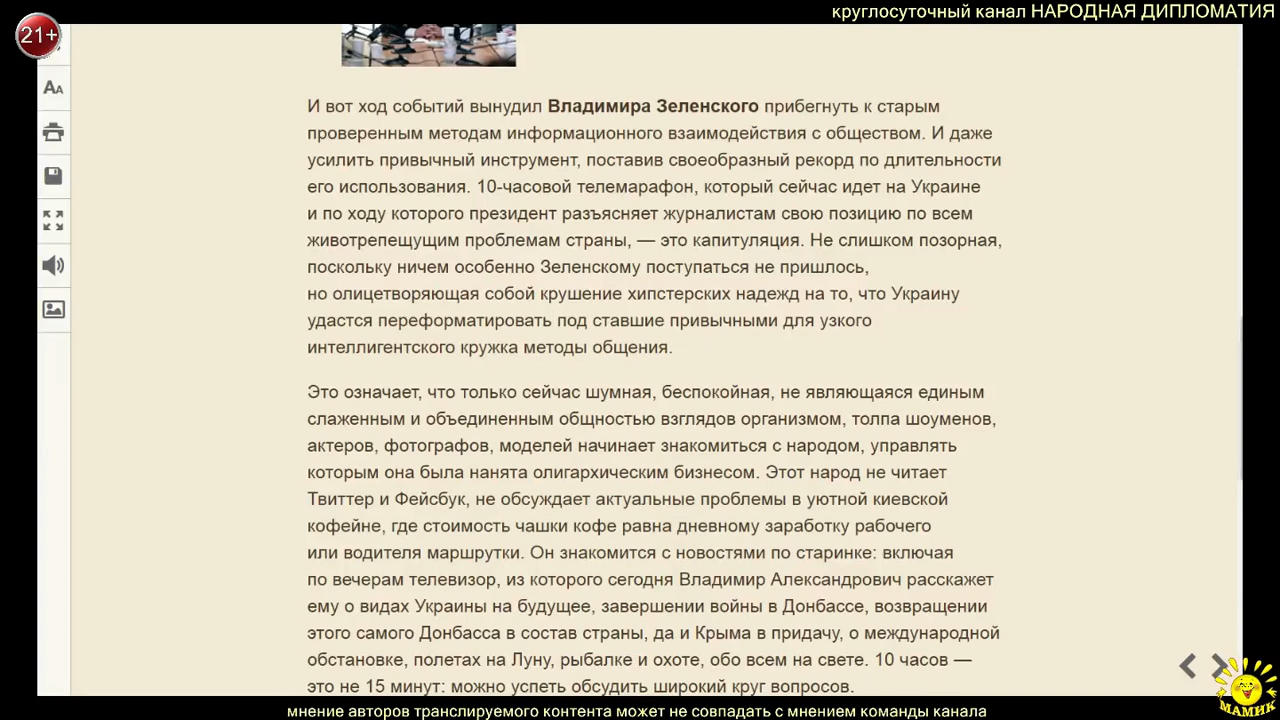 круглосуточный канал НАРОДНАЯ ДИПЛОМАТИЯ
21+
AA
И вот ход событий вынудил Владимира Зеленского прибегнуть к старым
проверенным методам информационного взаимодействия с обществом. И даже
усилить привычный инструмент, поставив своеобразный рекорд по длительности
его использования. 10-часовой телемарафон, который сейчас идет на Украине
и по ходу которого президент разъясняет журналистам свою позицию по всем
животрепещущим проблемам страны, — это капитуляция. Не слишком позорная,
поскольку ничем особенно Зеленскому поступаться не пришлось,
но олицетворяющая собой крушение хипстерских надежд на то, что Украину
удастся переформатировать под ставшие привычными для узкого
интеллигентского кружка методы общения.
Это означает, что только сейчас шумная, беспокойная, не являющаяся единым
слаженным и объединенным общностью взглядов организмом, толпа шоуменов,
актеров, фотографов, моделей начинает знакомиться с народом, управлять
которым она была нанята олигархическим бизнесом. Этот народ не читает
Твиттер и Фейсбук, не обсуждает актуальные проблемы в уютной киевской
кофейне, где стоимость чашки кофе равна дневному заработку рабочего
или водителя маршрутки. Он знакомится с новостями по старинке: включая
по вечерам телевизор, из которого сегодня Владимир Александрович расскажет
ему о видах Украины на будущее, завершении войны в Донбассе, возвращении
этого самого Донбасса в состав страны, да и Крыма в придачу, о международной
обстановке, полетах на Луну, рыбалке и охоте, обо всем на свете. 10 часов —
это не 15 минут: можно успеть обсудить широкий круг вопросов.
МАМИК
мнение авторов транслируемого контента может не совпадать с мнением команды канала